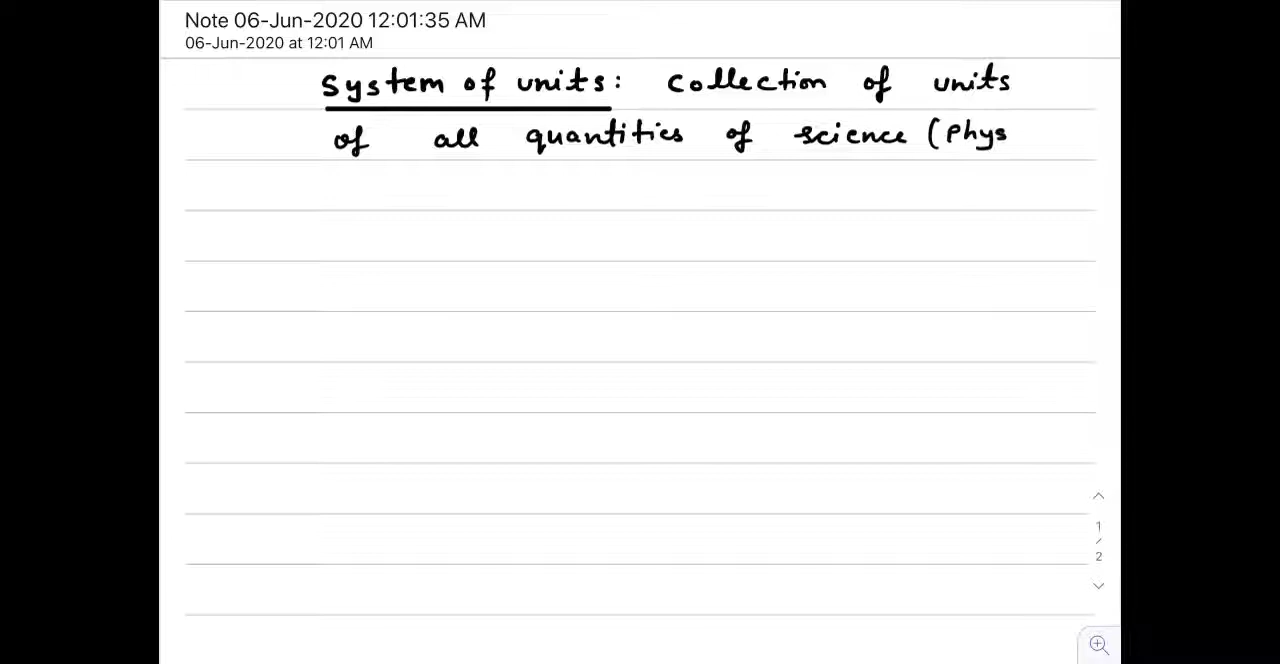 Note 06-Jun-2020 12:01:35 AM
06-Jun-2020 at 12:01 AM
System of units: Collection of units
of all quantities of science (Phys
1
/
2